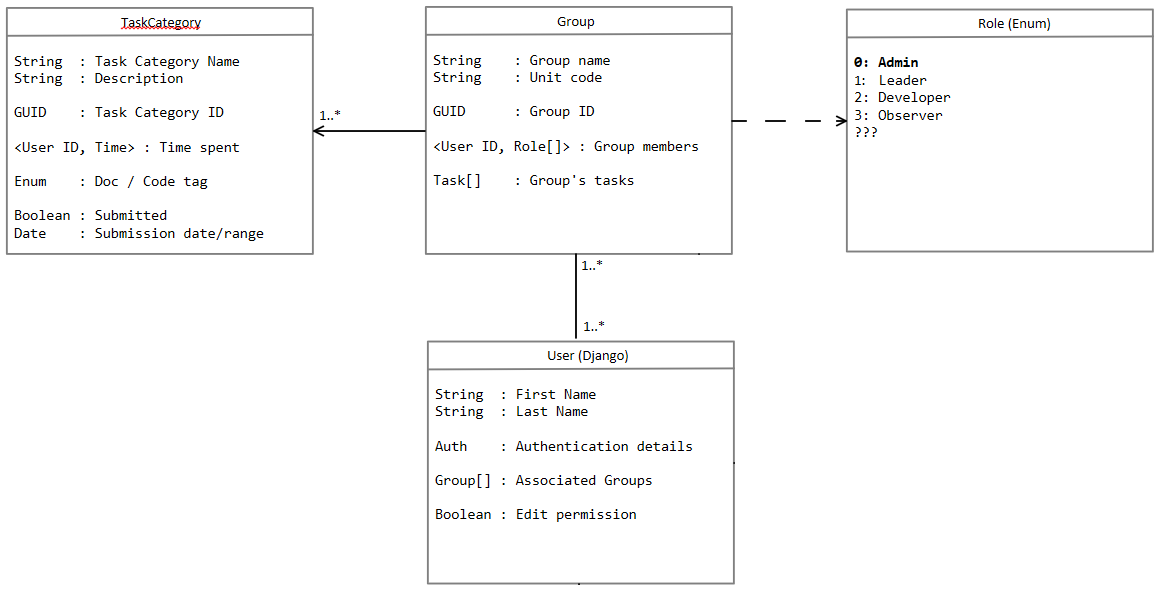 TaskCategory
String  : Task Category Name
String  : Description
GUID    : Task Category ID
<User ID, Time> : Time spent
Enum    : Doc / Code tag
Boolean : Submitted
Date    : Submission date/range
1..*
Group
String    : Group name
String    : Unit code
GUID      : Group ID
<User ID, Role[]> : Group members
Task[]    : Group's tasks
Role (Enum)
0: Admin
1: Leader
2: Developer
3: Observer
???
1..*
1..*
User (Django)
String  : First Name
String  : Last Name
Auth    : Authentication details
Group[] : Associated Groups
Boolean : Edit permission